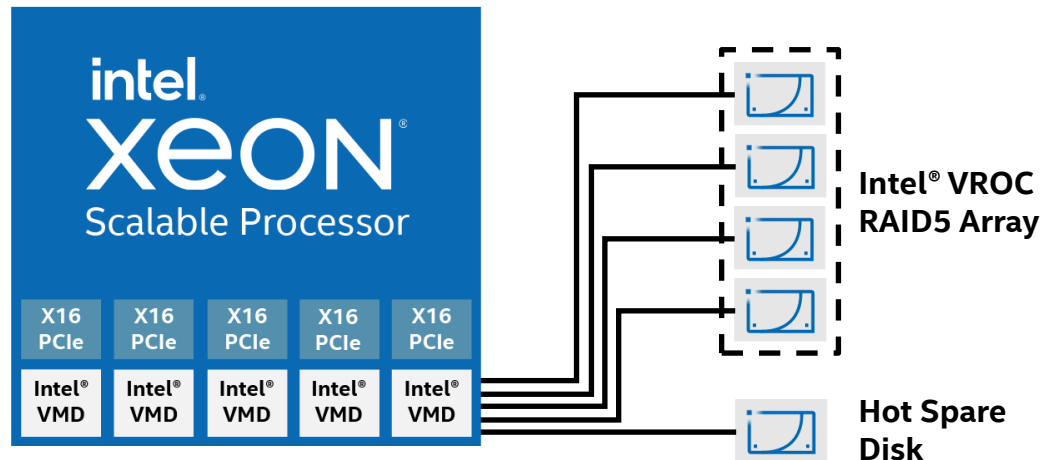 intel®
xeon®
Scalable Processor
X16 PCIe
X16 PCIe
X16 PCIe
X16 PCIe
X16 PCIe
Intel® VMD
Intel® VMD
Intel® VMD
Intel® VMD
Intel® VMD
Intel® VROC
RAID5 Array
Hot Spare
Disk